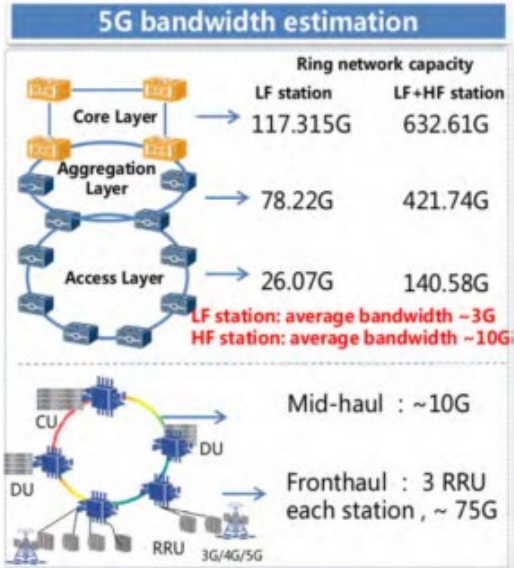 5G bandwidth estimation
Ring network capacity
LF station LF+HF station
Core Layer 117.315G 632.61G
Aggregation
Layer 78.22G 421.74G
Access Layer 26.07G 140.58G
LF station: average bandwidth ~3G
HF station: average bandwidth ~10G
CU
Mid-haul : ~10G
DU
DU
Fronthaul : 3 RRU
each station , ~ 75G
RRU
3G/4G/5G